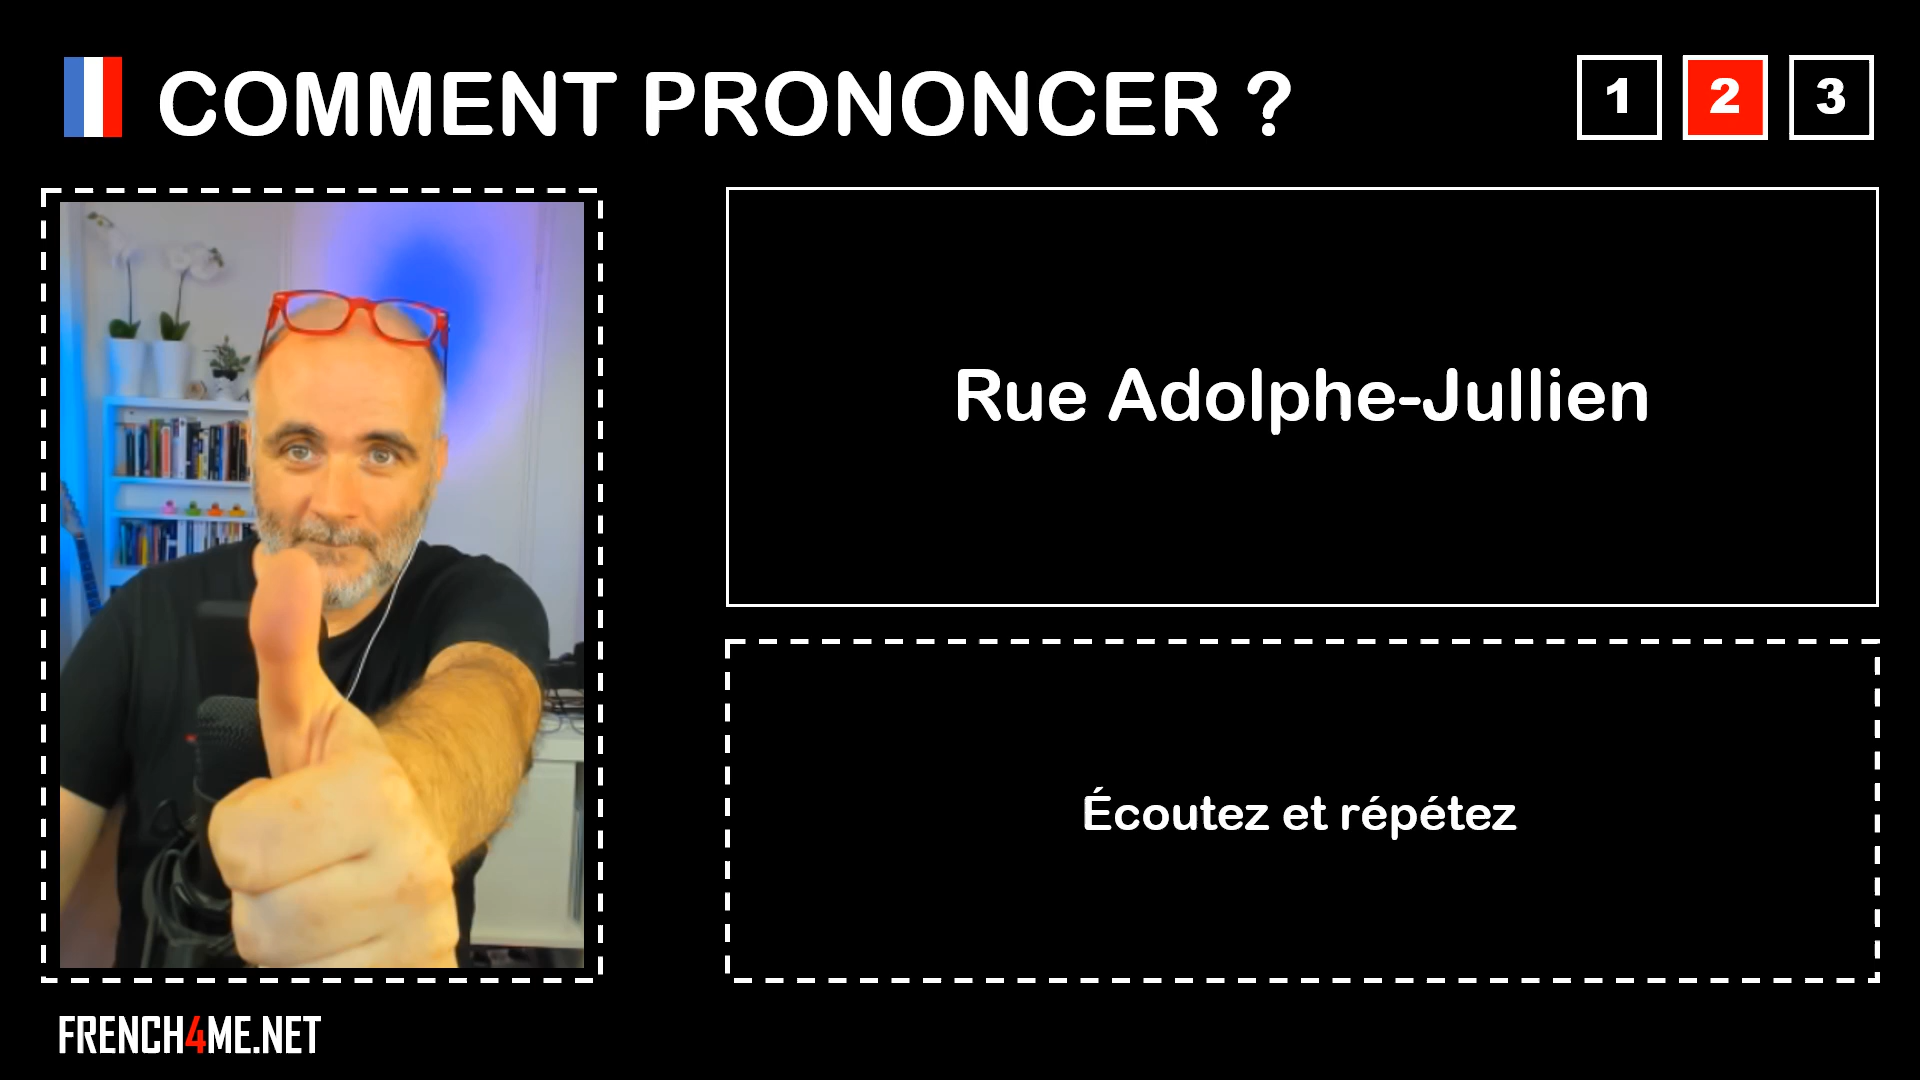 COMMENT PRONONCER ?
1 2 3
Rue Adolphe-Jullien
Écoutez et répétez
FRENCH4ME.NET